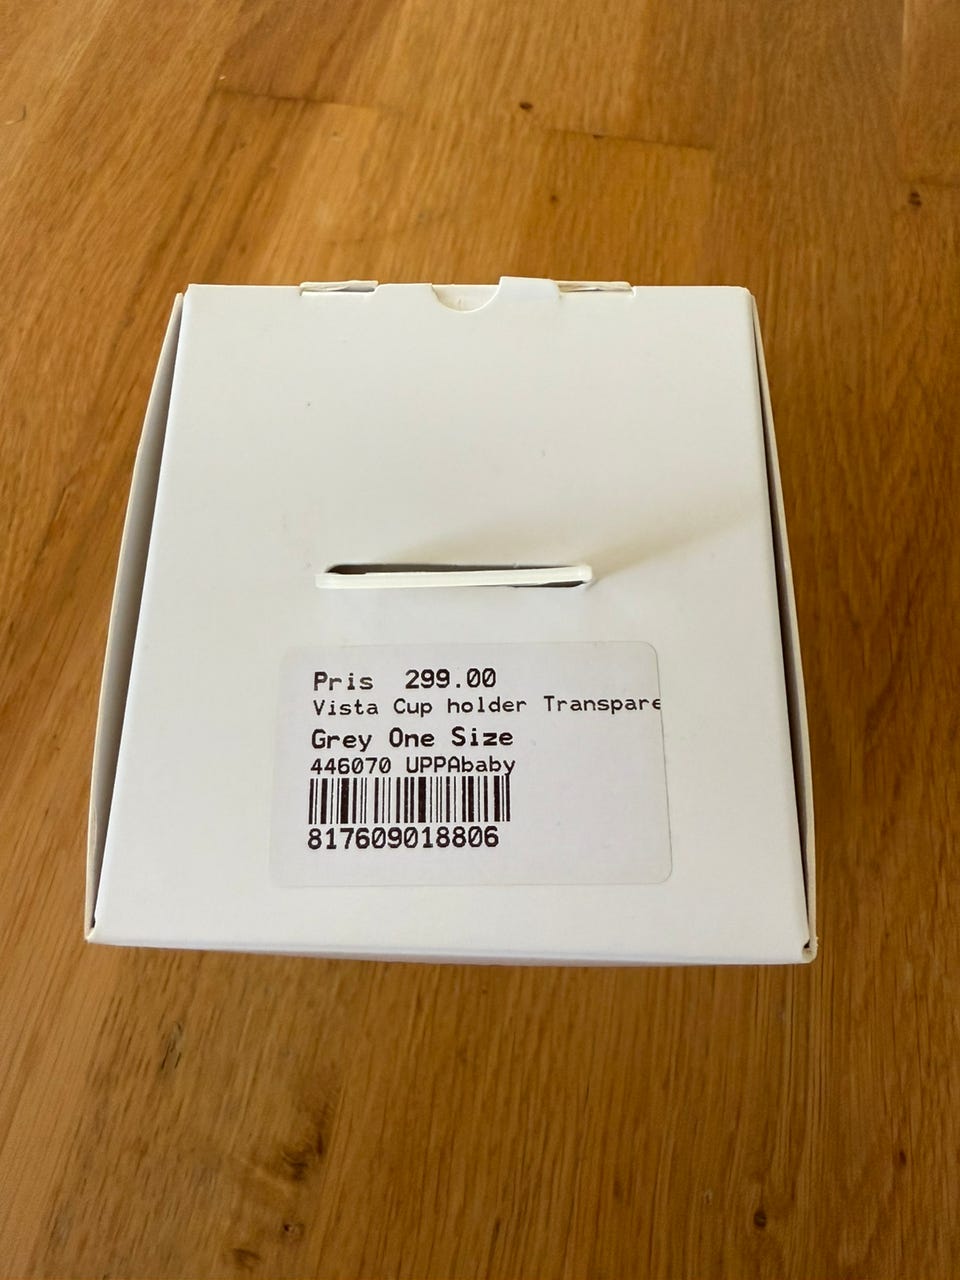 Pris 299.00
Vista Cup holder Transpare
Grey One Size
446070 UPPAbaby
817609018806